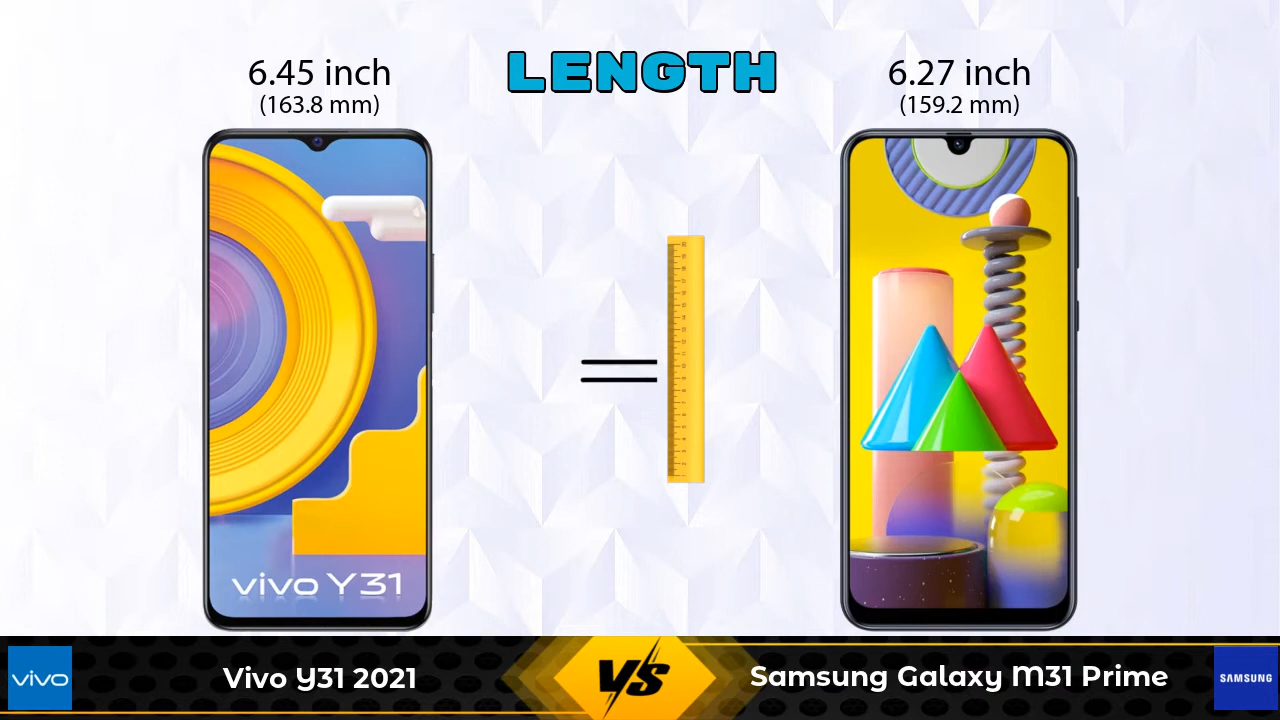 LENGTH
6.45 inch
(163.8 mm)
6.27 inch
(159.2 mm)
vivo Y31
vivo
Vivo Y31 2021
VS
Samsung Galaxy M31 Prime
SAMSUNG